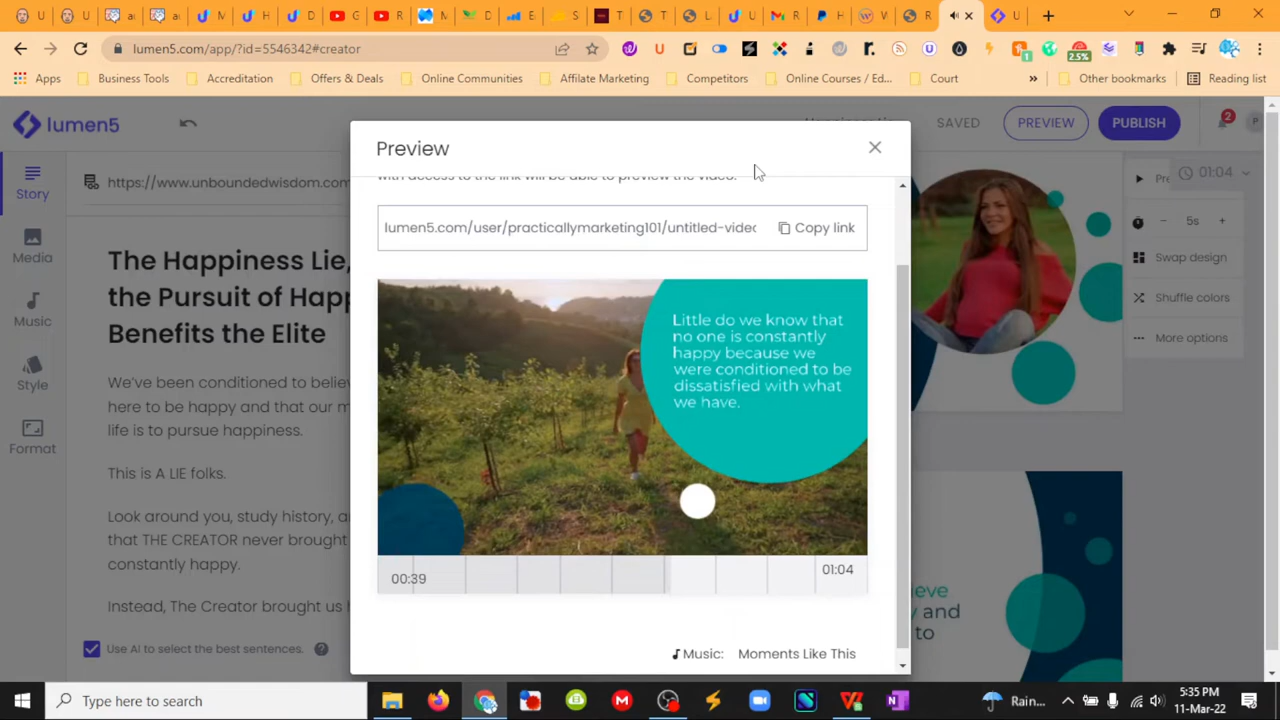 lumen5.com/app/?id=5546342#creator
Apps
Business Tools
Accreditation
Offers & Deals
Online Communities
Affilate Marketing
Competitors
Online Courses / Ed...
Court
»
Other bookmarks
Reading list
lumen5
SAVED
PREVIEW
PUBLISH
2
Story
Media
Music
Style
Format
https://www.unboundedwisdom.com
The Happiness Lie,
the Pursuit of Happ
Benefits the Elite
We've been conditioned to belie
here to be happy and that our m
life is to pursue happiness.
This is A LIE folks.
Look around you, study history, a
that THE CREATOR never brought
constantly happy.
Instead, The Creator brought us h
Use AI to select the best sentences.
Preview
with access to the link will be able to preview the video.
lumen5.com/user/practicallymarketing101/untitled-video
Copy link
Little do we know that
no one is constantly
happy because we
were conditioned to be
dissatisfied with what
we have.
00:39
01:04
Music: Moments Like This
Pre
01:04
5s
Swap design
Shuffle colors
More options
ieve
y and
to
Type here to search
Rain...
5:35 PM
11-Mar-22